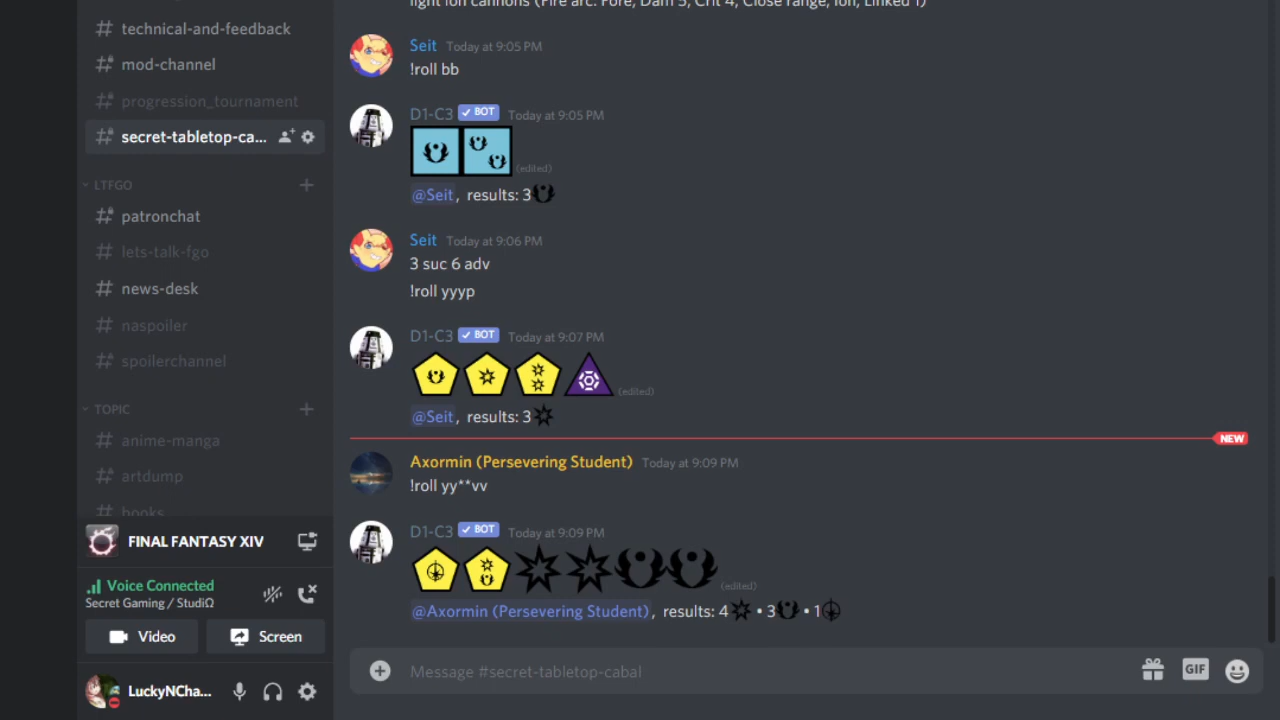 technical-and-feedback
mod-channel
progression_tournament
secret-tabletop-ca...
LTFGO
patronchat
lets-talk-fgo
news-desk
naspoiler
spoilerchannel
TOPIC
anime-manga
artdump
books
FINAL FANTASY XIV
Voice Connected
Secret Gaming / StudiΩ
Video
Screen
LuckyNCha...
light ion cannons (Fire arc: Fore, Dam 5, Crit 4, Close range, Ion, Linked 1)
Seit Today at 9:05 PM
!roll bb
D1-C3 BOT Today at 9:05 PM
(edited)
@Seit, results: 3
Seit Today at 9:06 PM
3 suc 6 adv
!roll yyyp
D1-C3 BOT Today at 9:07 PM
(edited)
@Seit, results: 3
NEW
Axormin (Persevering Student) Today at 9:09 PM
!roll yy**vv
D1-C3 BOT Today at 9:09 PM
(edited)
@Axormin (Persevering Student), results: 4 • 3 • 1
Message #secret-tabletop-cabal
GIF